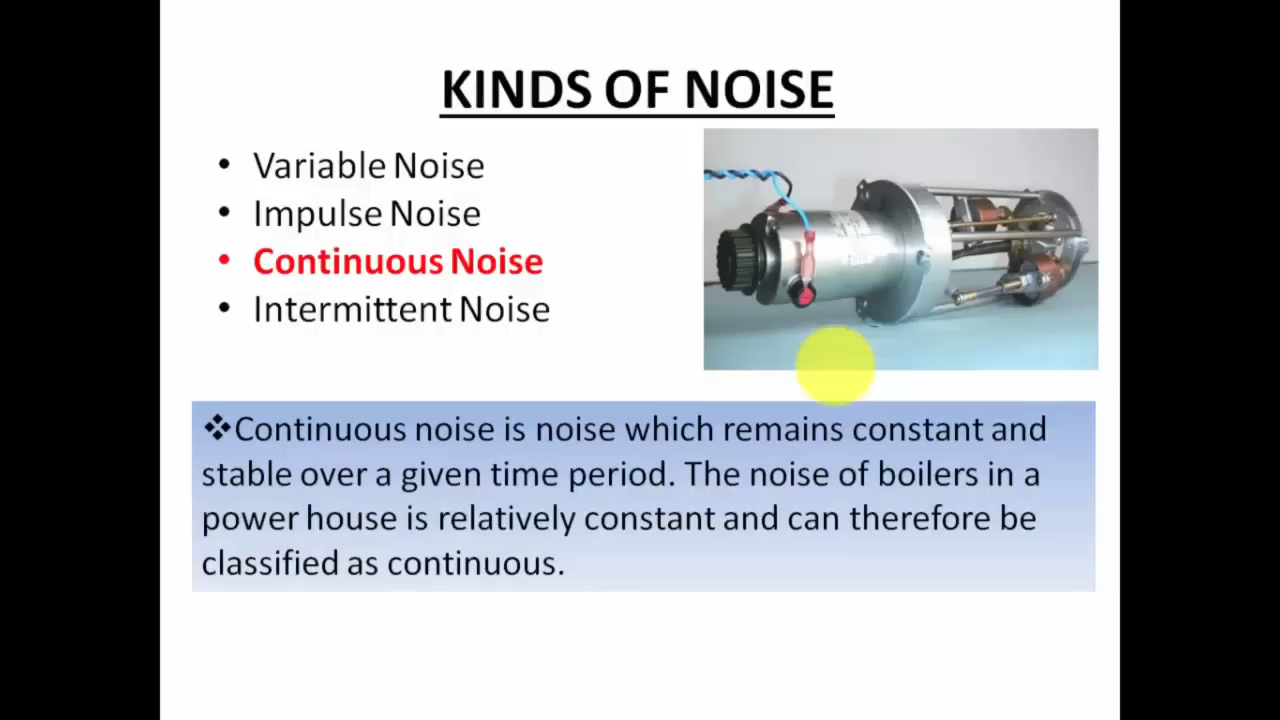 KINDS OF NOISE
• Variable Noise
• Impulse Noise
• Continuous Noise
• Intermittent Noise
❖Continuous noise is noise which remains constant and
stable over a given time period. The noise of boilers in a
power house is relatively constant and can therefore be
classified as continuous.